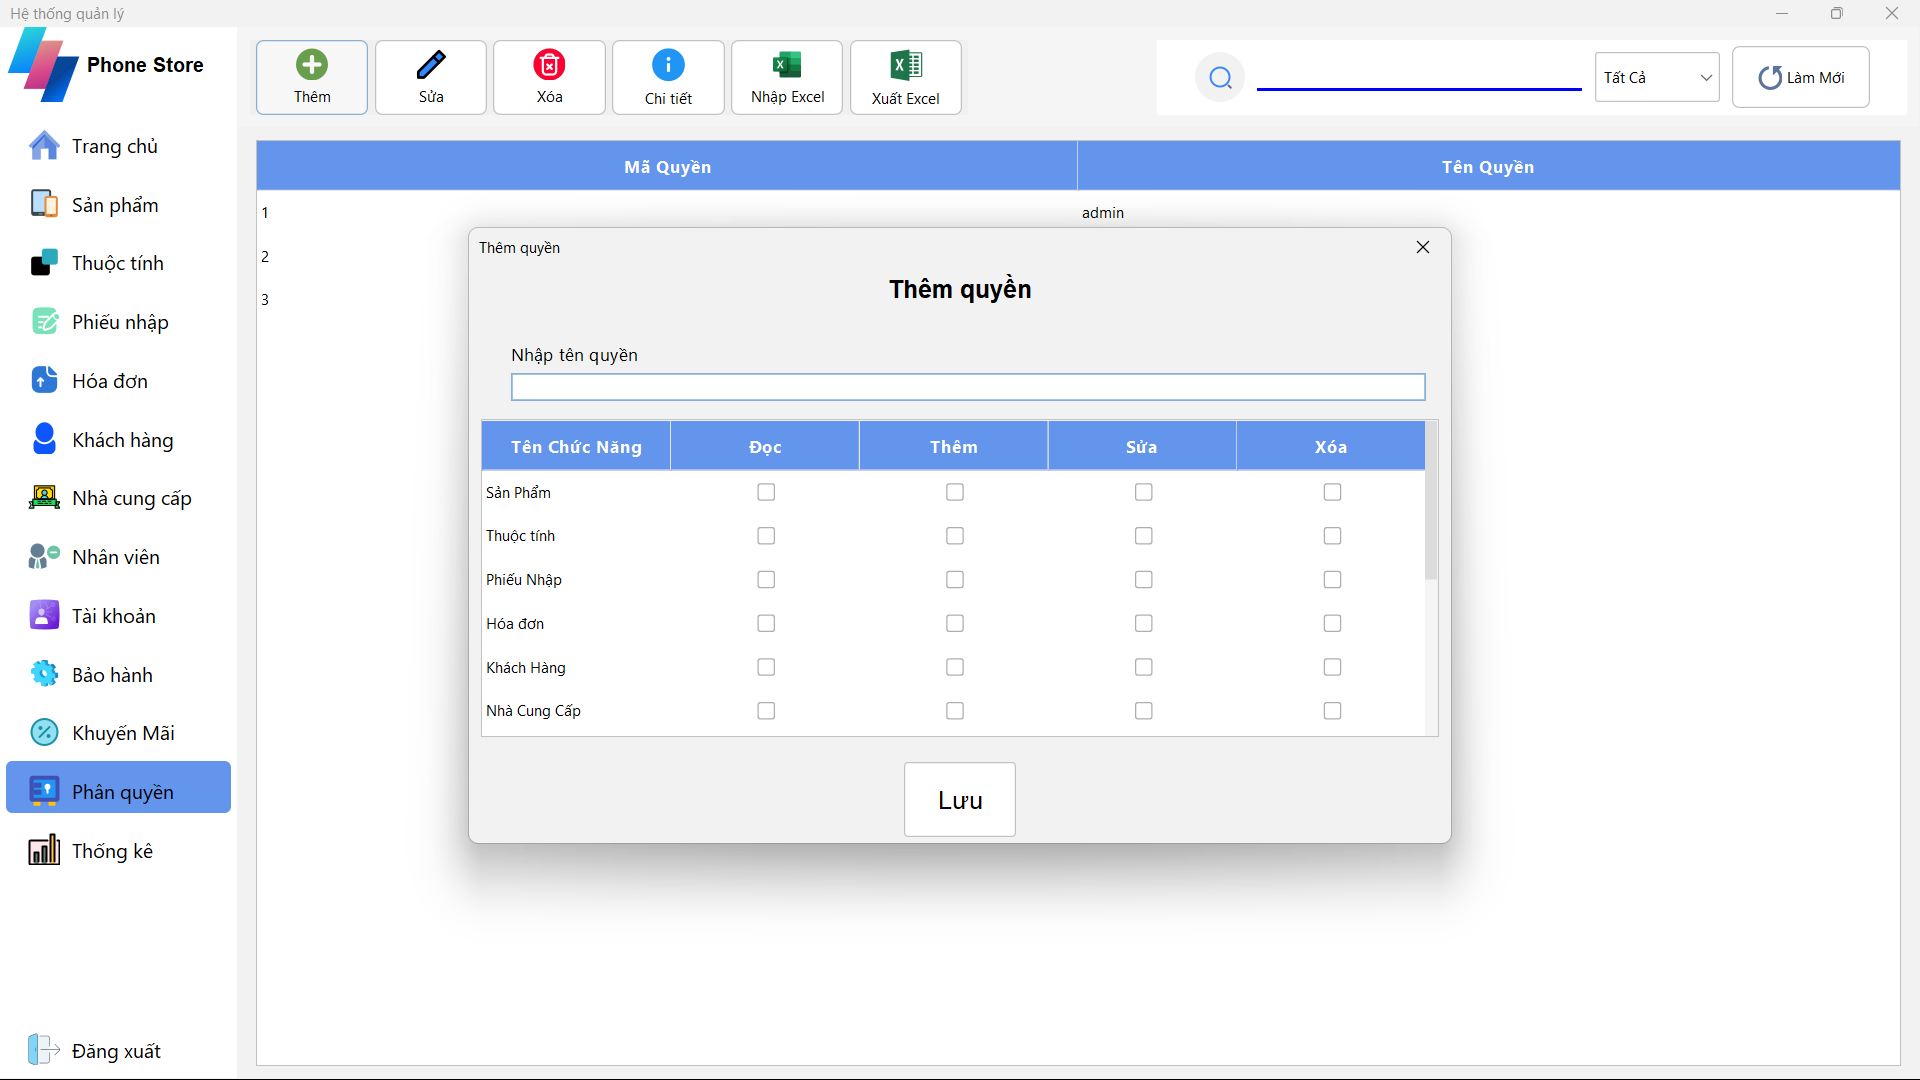 Hệ thống quản lý
Phone Store
Trang chủ
Sản phẩm
Thuộc tính
Phiếu nhập
Hóa đơn
Khách hàng
Nhà cung cấp
Nhân viên
Tài khoản
Bảo hành
Khuyến Mãi
Phân quyền
Thống kê
Đăng xuất
Thêm
Sửa
Xóa
Chi tiết
Nhập Excel
Xuất Excel
Tất Cả
Làm Mới
Mã Quyền
Tên Quyền
1
admin
2
3
Thêm quyền
Thêm quyền
Nhập tên quyền
Tên Chức Năng
Đọc
Thêm
Sửa
Xóa
Sản Phẩm
Thuộc tính
Phiếu Nhập
Hóa đơn
Khách Hàng
Nhà Cung Cấp
Lưu